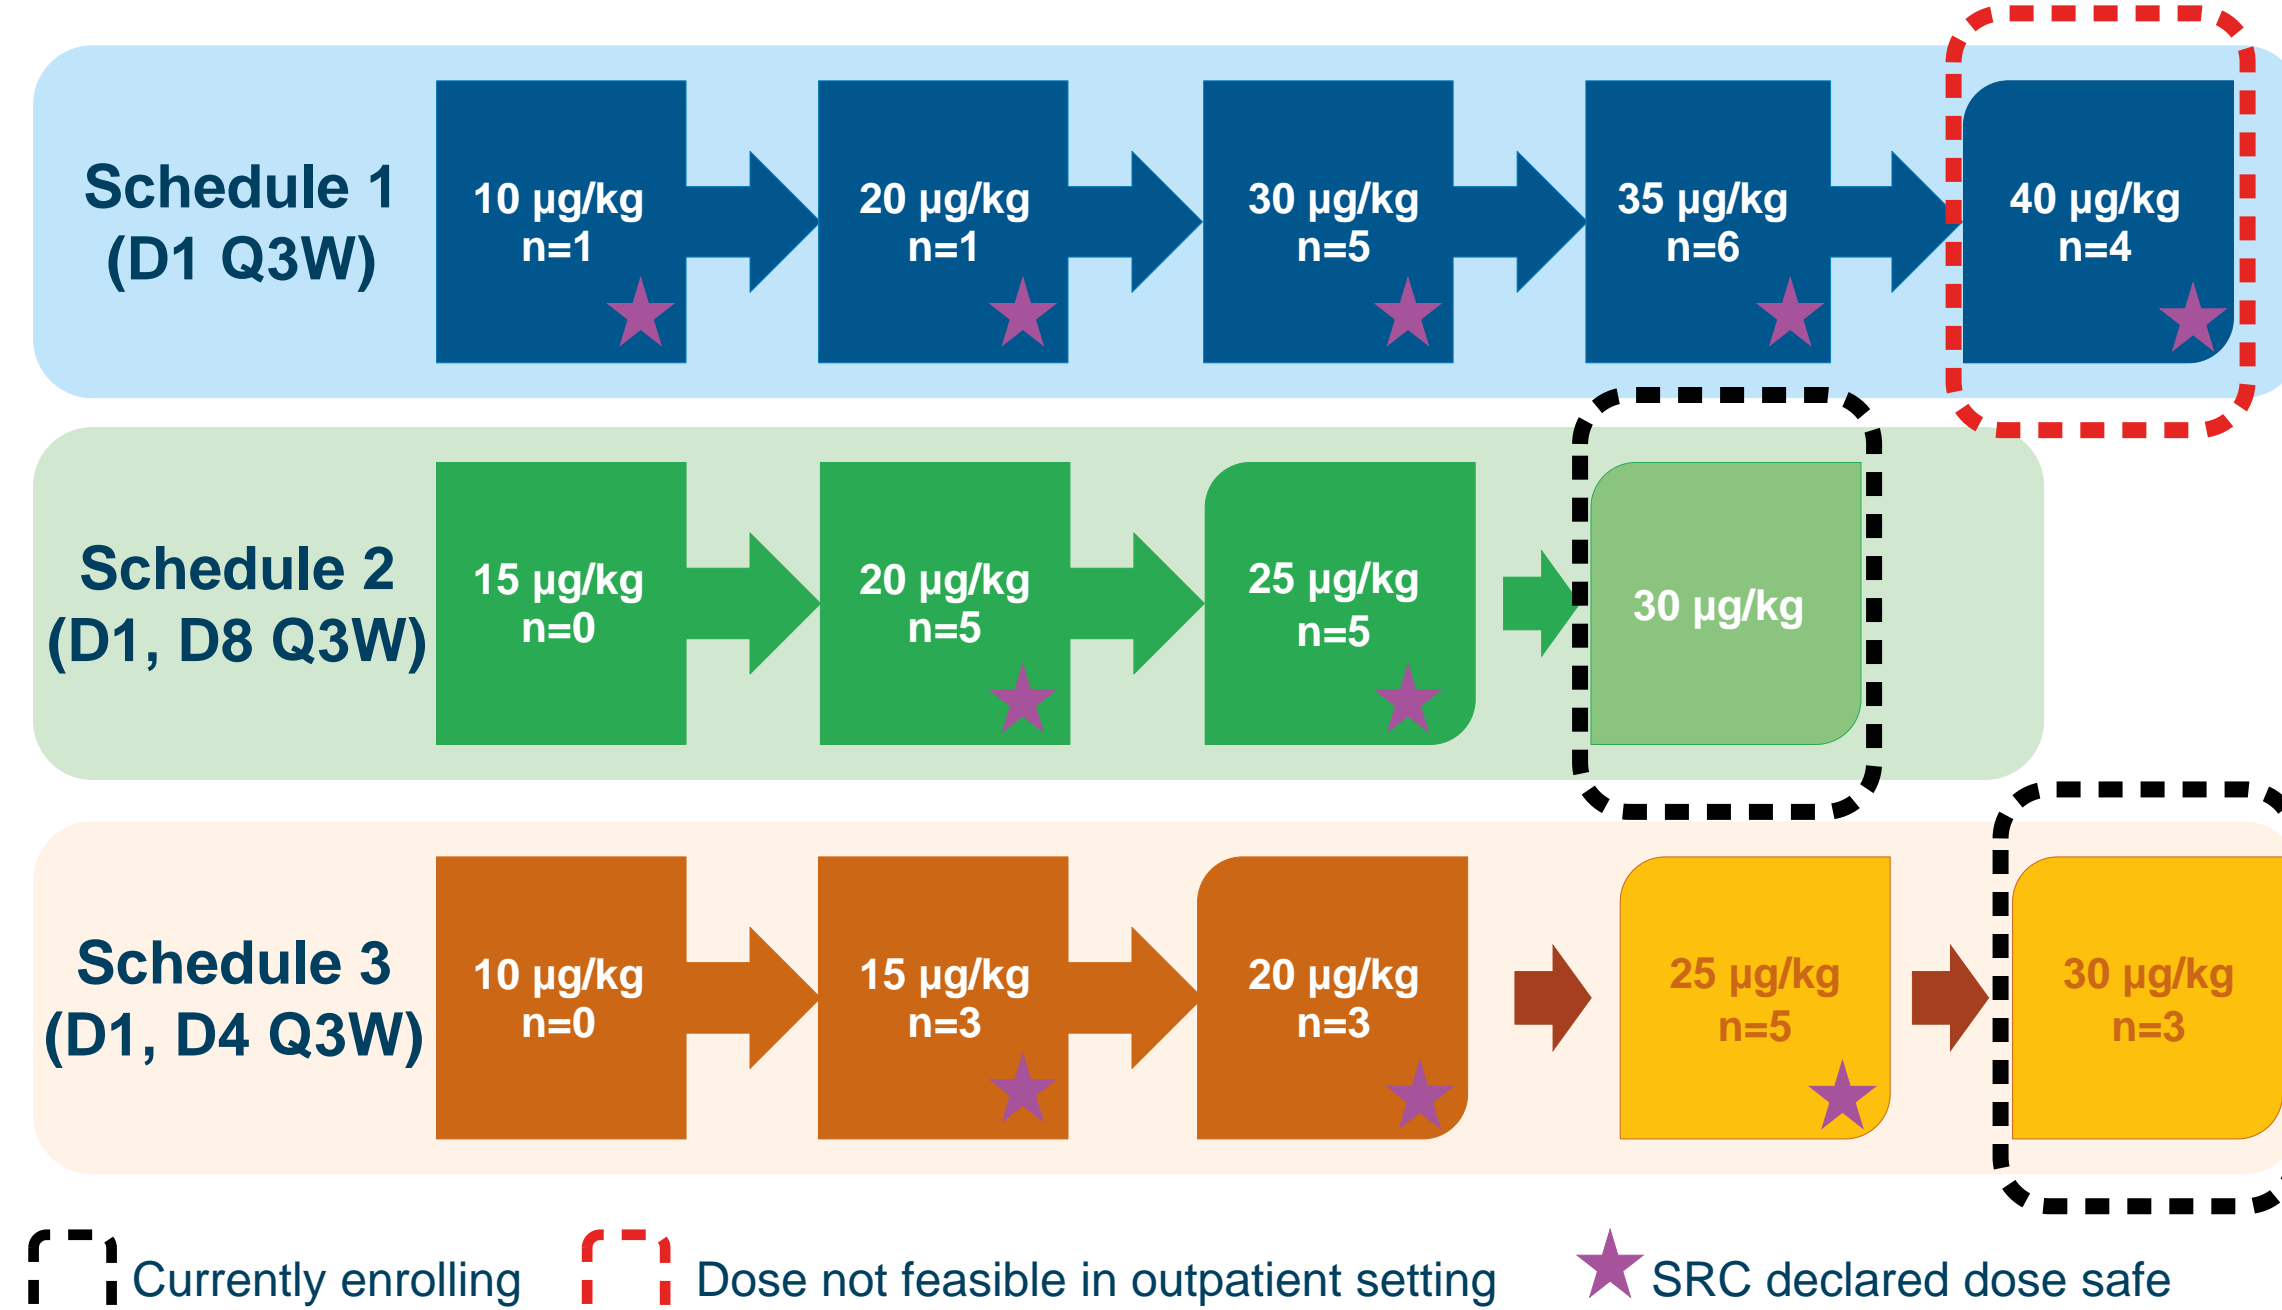 Schedule 1
(D1 Q3W)
10 µg/kg
n=1
20 µg/kg
n=1
30 µg/kg
n=5
35 µg/kg
n=6
40 µg/kg
n=4
Schedule 2
(D1, D8 Q3W)
15 µg/kg
n=0
20 µg/kg
n=5
25 µg/kg
n=5
30 µg/kg
Schedule 3
(D1, D4 Q3W)
10 µg/kg
n=0
15 µg/kg
n=3
20 µg/kg
n=3
25 µg/kg
n=5
30 µg/kg
n=3
Currently enrolling
Dose not feasible in outpatient setting
SRC declared dose safe